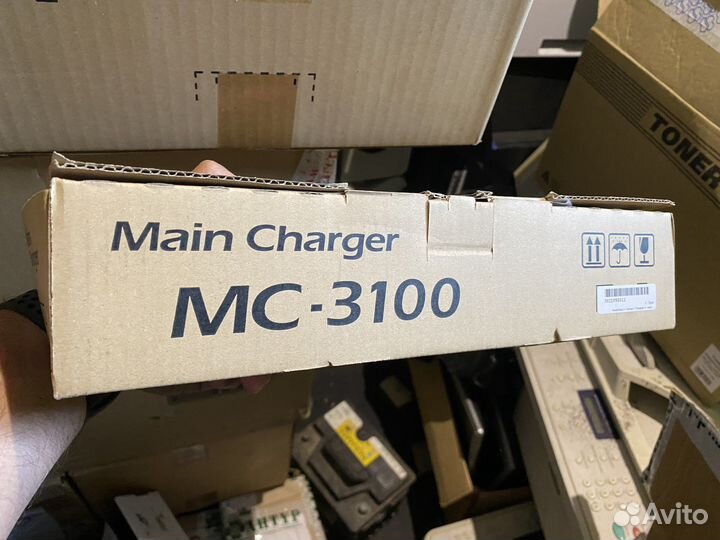 TONER
Main Charger
MC-3100
Avito